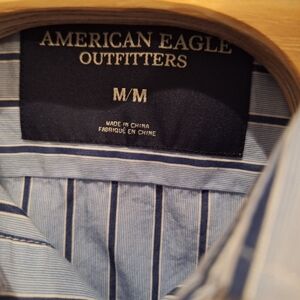 AMERICAN EAGLE
OUTFITTERS
M/M
MADE IN CHINA
FABRIQUÉ EN CHINE